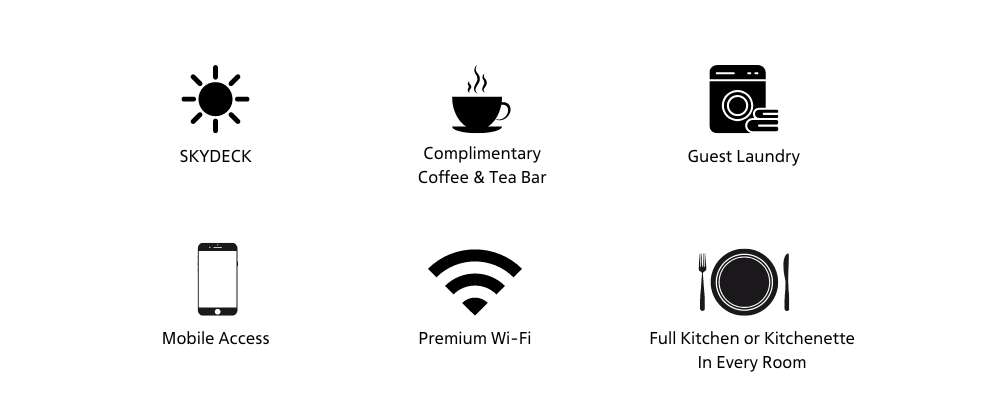 SKYDECK
Complimentary
Coffee & Tea Bar
Guest Laundry
Mobile Access
Premium Wi-Fi
Full Kitchen or Kitchenette
In Every Room